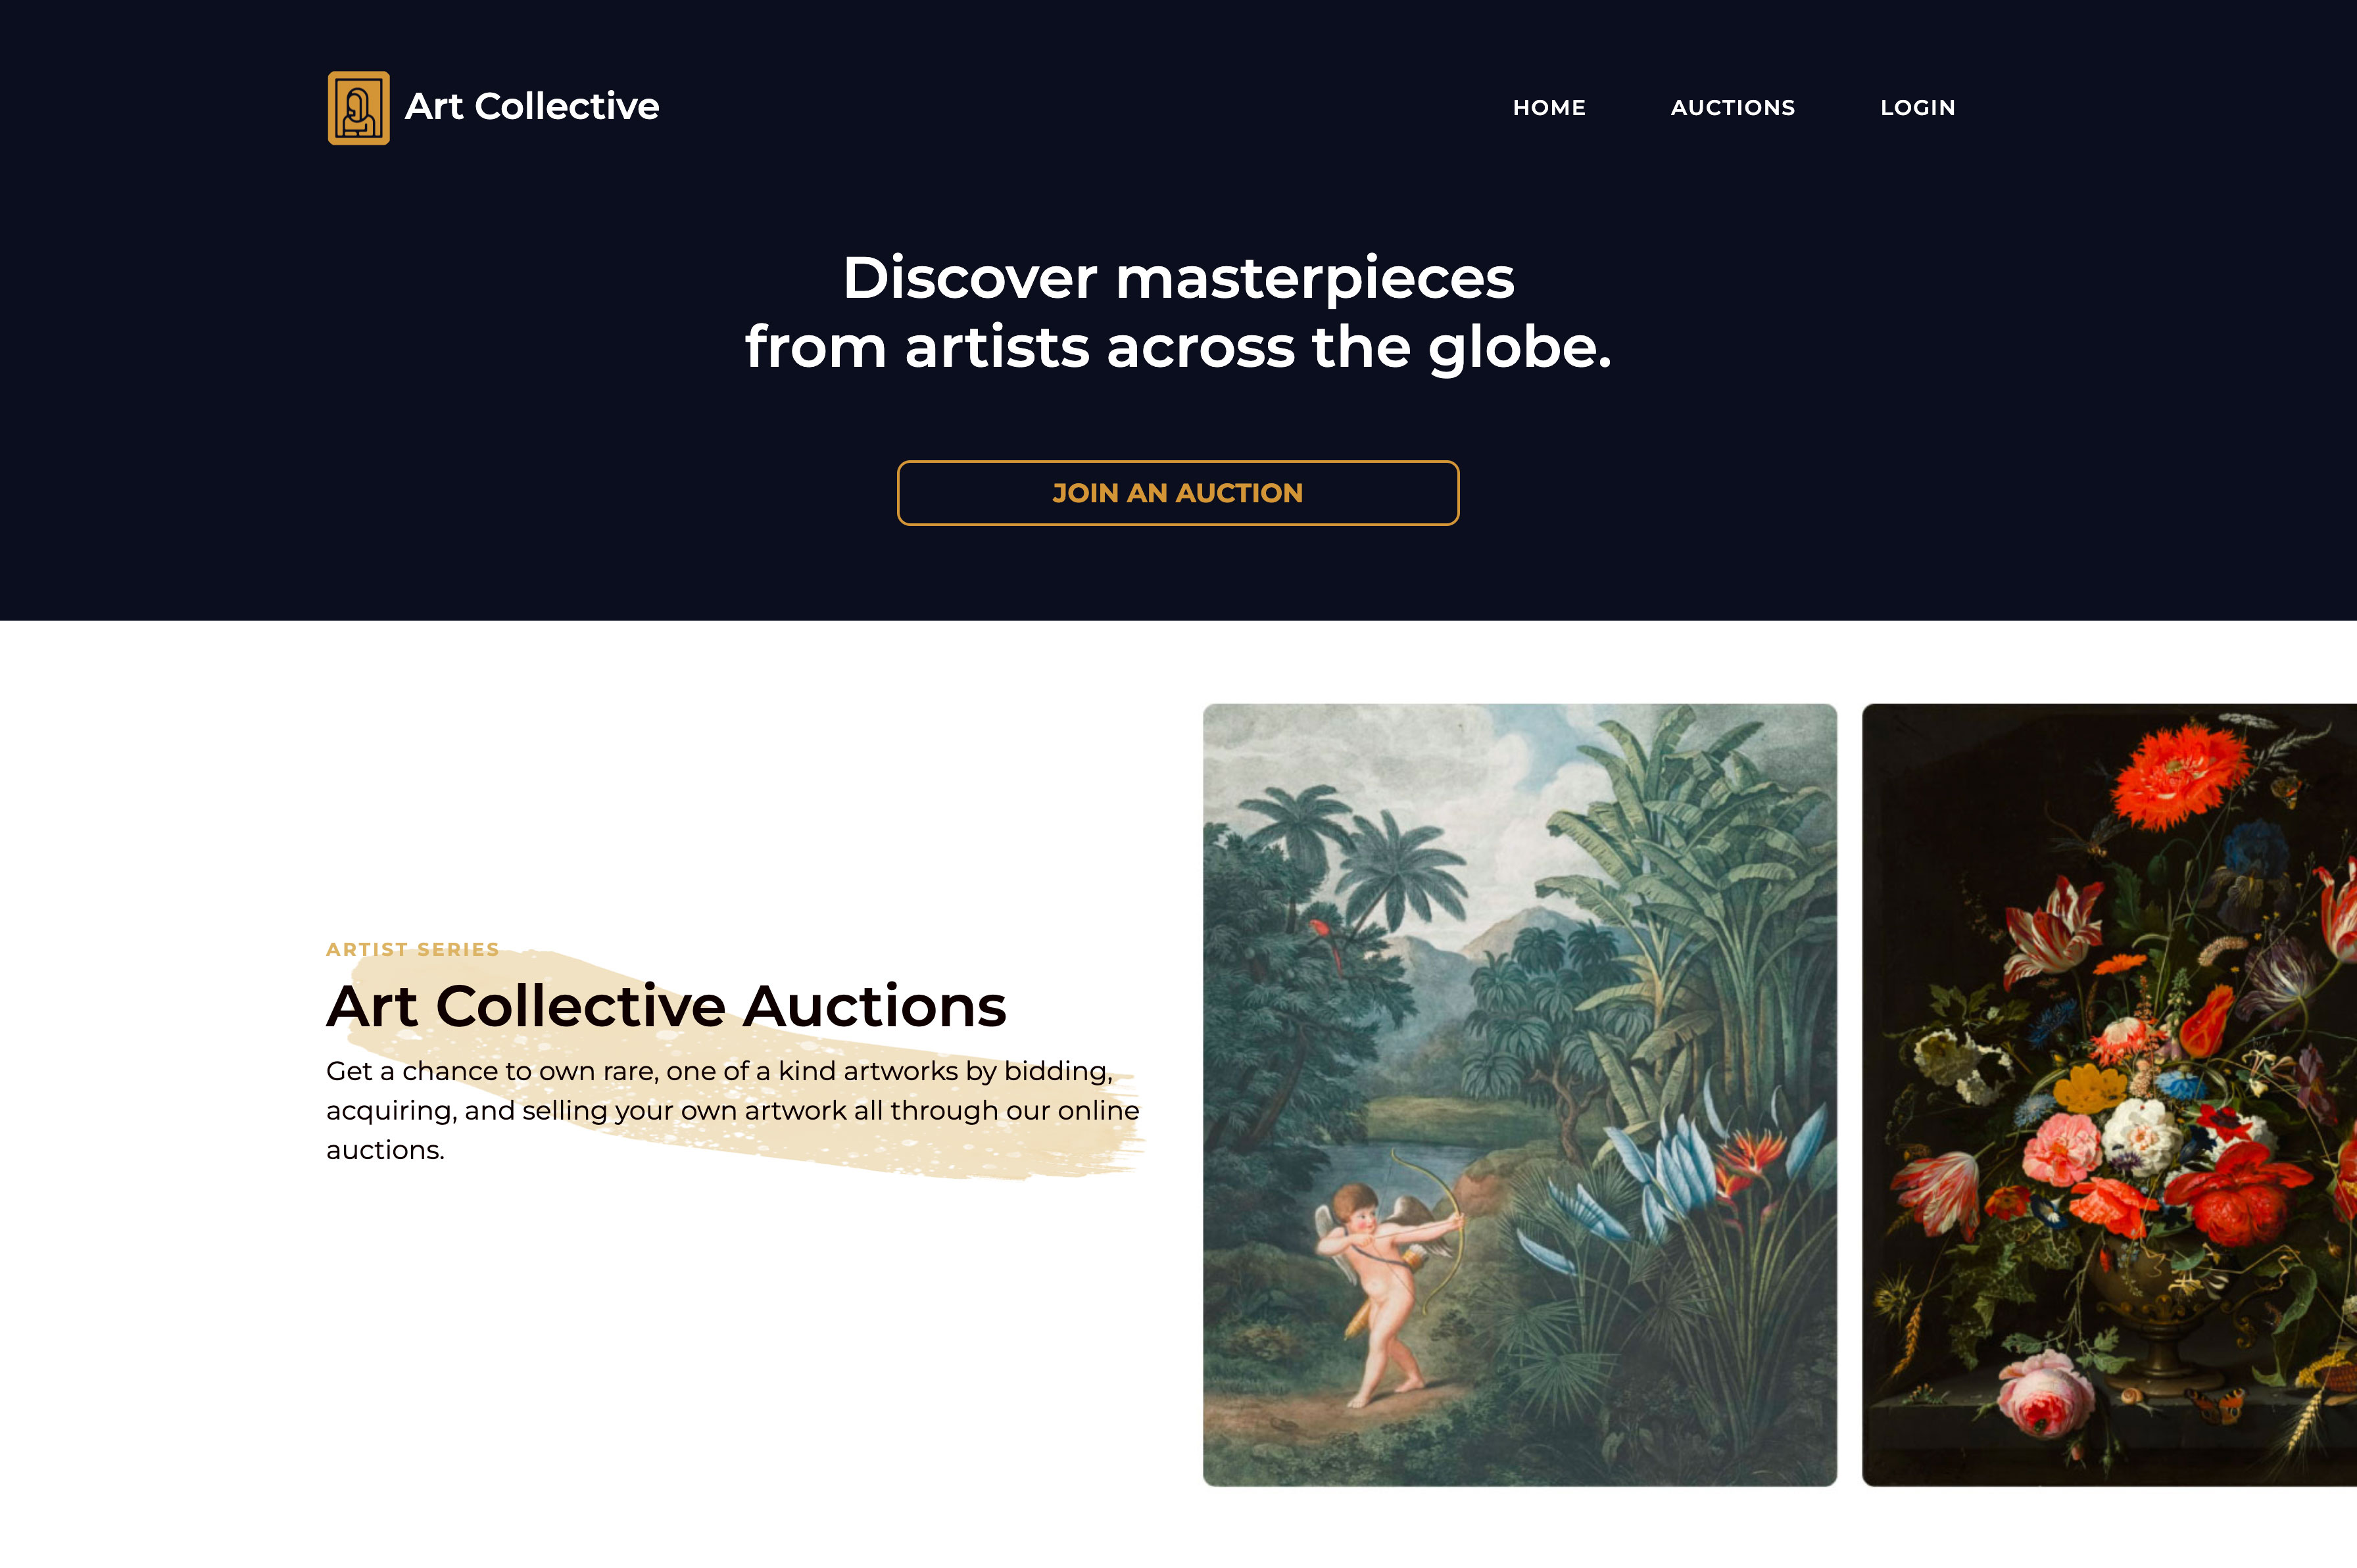 Art Collective
HOME AUCTIONS LOGIN
Discover masterpieces
from artists across the globe.
JOIN AN AUCTION
ARTIST SERIES
Art Collective Auctions
Get a chance to own rare, one of a kind artworks by bidding,
acquiring, and selling your own artwork all through our online
auctions.